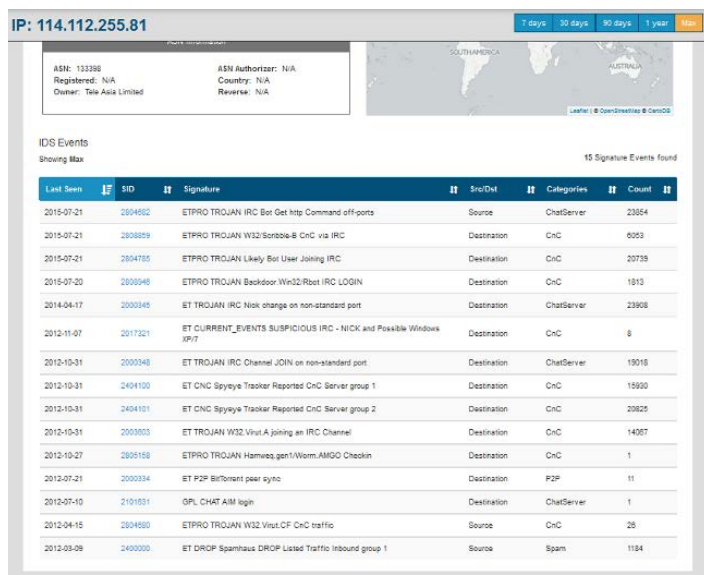 IP: 114.112.255.81
7 days 30 days 90 days 1 year Max
ASN Information
ASN: 133398 ASN Authorizer: N/A
Registered: N/A Country: N/A
Owner: Tele Asia Limited Reverse: N/A
SOUTH AMERICA
AUSTRALIA
Leaflet | © OpenStreetMap © CartoDB
IDS Events
Showing Max 15 Signature Events found
Last Seen SID Signature Src/Dst Categories Count
2015-07-21 2804682 ETPRO TROJAN IRC Bot Get http Command off-ports Source ChatServer 23854
2015-07-21 2808859 ETPRO TROJAN W32/Scribble-B CnC via IRC Destination CnC 6053
2015-07-21 2804785 ETPRO TROJAN Likely Bot User Joining IRC Destination CnC 20739
2015-07-20 2808946 ETPRO TROJAN Backdoor.Win32/Rbot IRC LOGIN Destination CnC 1813
2014-04-17 2000345 ET TROJAN IRC Nick change on non-standard port Destination ChatServer 23908
2012-11-07 2017321 ET CURRENT_EVENTS SUSPICIOUS IRC - NICK and Possible Windows XP/7 Destination CnC 8
2012-10-31 2000348 ET TROJAN IRC Channel JOIN on non-standard port Destination ChatServer 19018
2012-10-31 2404100 ET CNC Spyeye Tracker Reported CnC Server group 1 Destination CnC 15930
2012-10-31 2404101 ET CNC Spyeye Tracker Reported CnC Server group 2 Destination CnC 20825
2012-10-31 2003603 ET TROJAN W32.Virut.A joining an IRC Channel Destination CnC 14067
2012-10-27 2805158 ETPRO TROJAN Hamweq.gen1/Worm.AMGO Checkin Destination CnC 1
2012-07-21 2000334 ET P2P BitTorrent peer sync Destination P2P 11
2012-07-10 2101631 GPL CHAT AIM login Destination ChatServer 1
2012-04-15 2804680 ETPRO TROJAN W32.Virut.CF CnC traffic Source CnC 26
2012-03-09 2400000 ET DROP Spamhaus DROP Listed Traffic Inbound group 1 Source Spam 1184